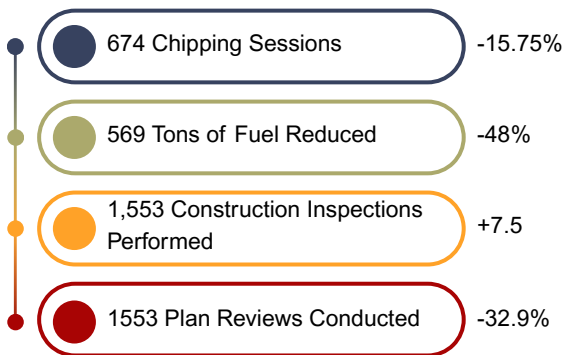 674 Chipping Sessions -15.75%
569 Tons of Fuel Reduced -48%
1,553 Construction Inspections
Performed
+7.5
1553 Plan Reviews Conducted -32.9%